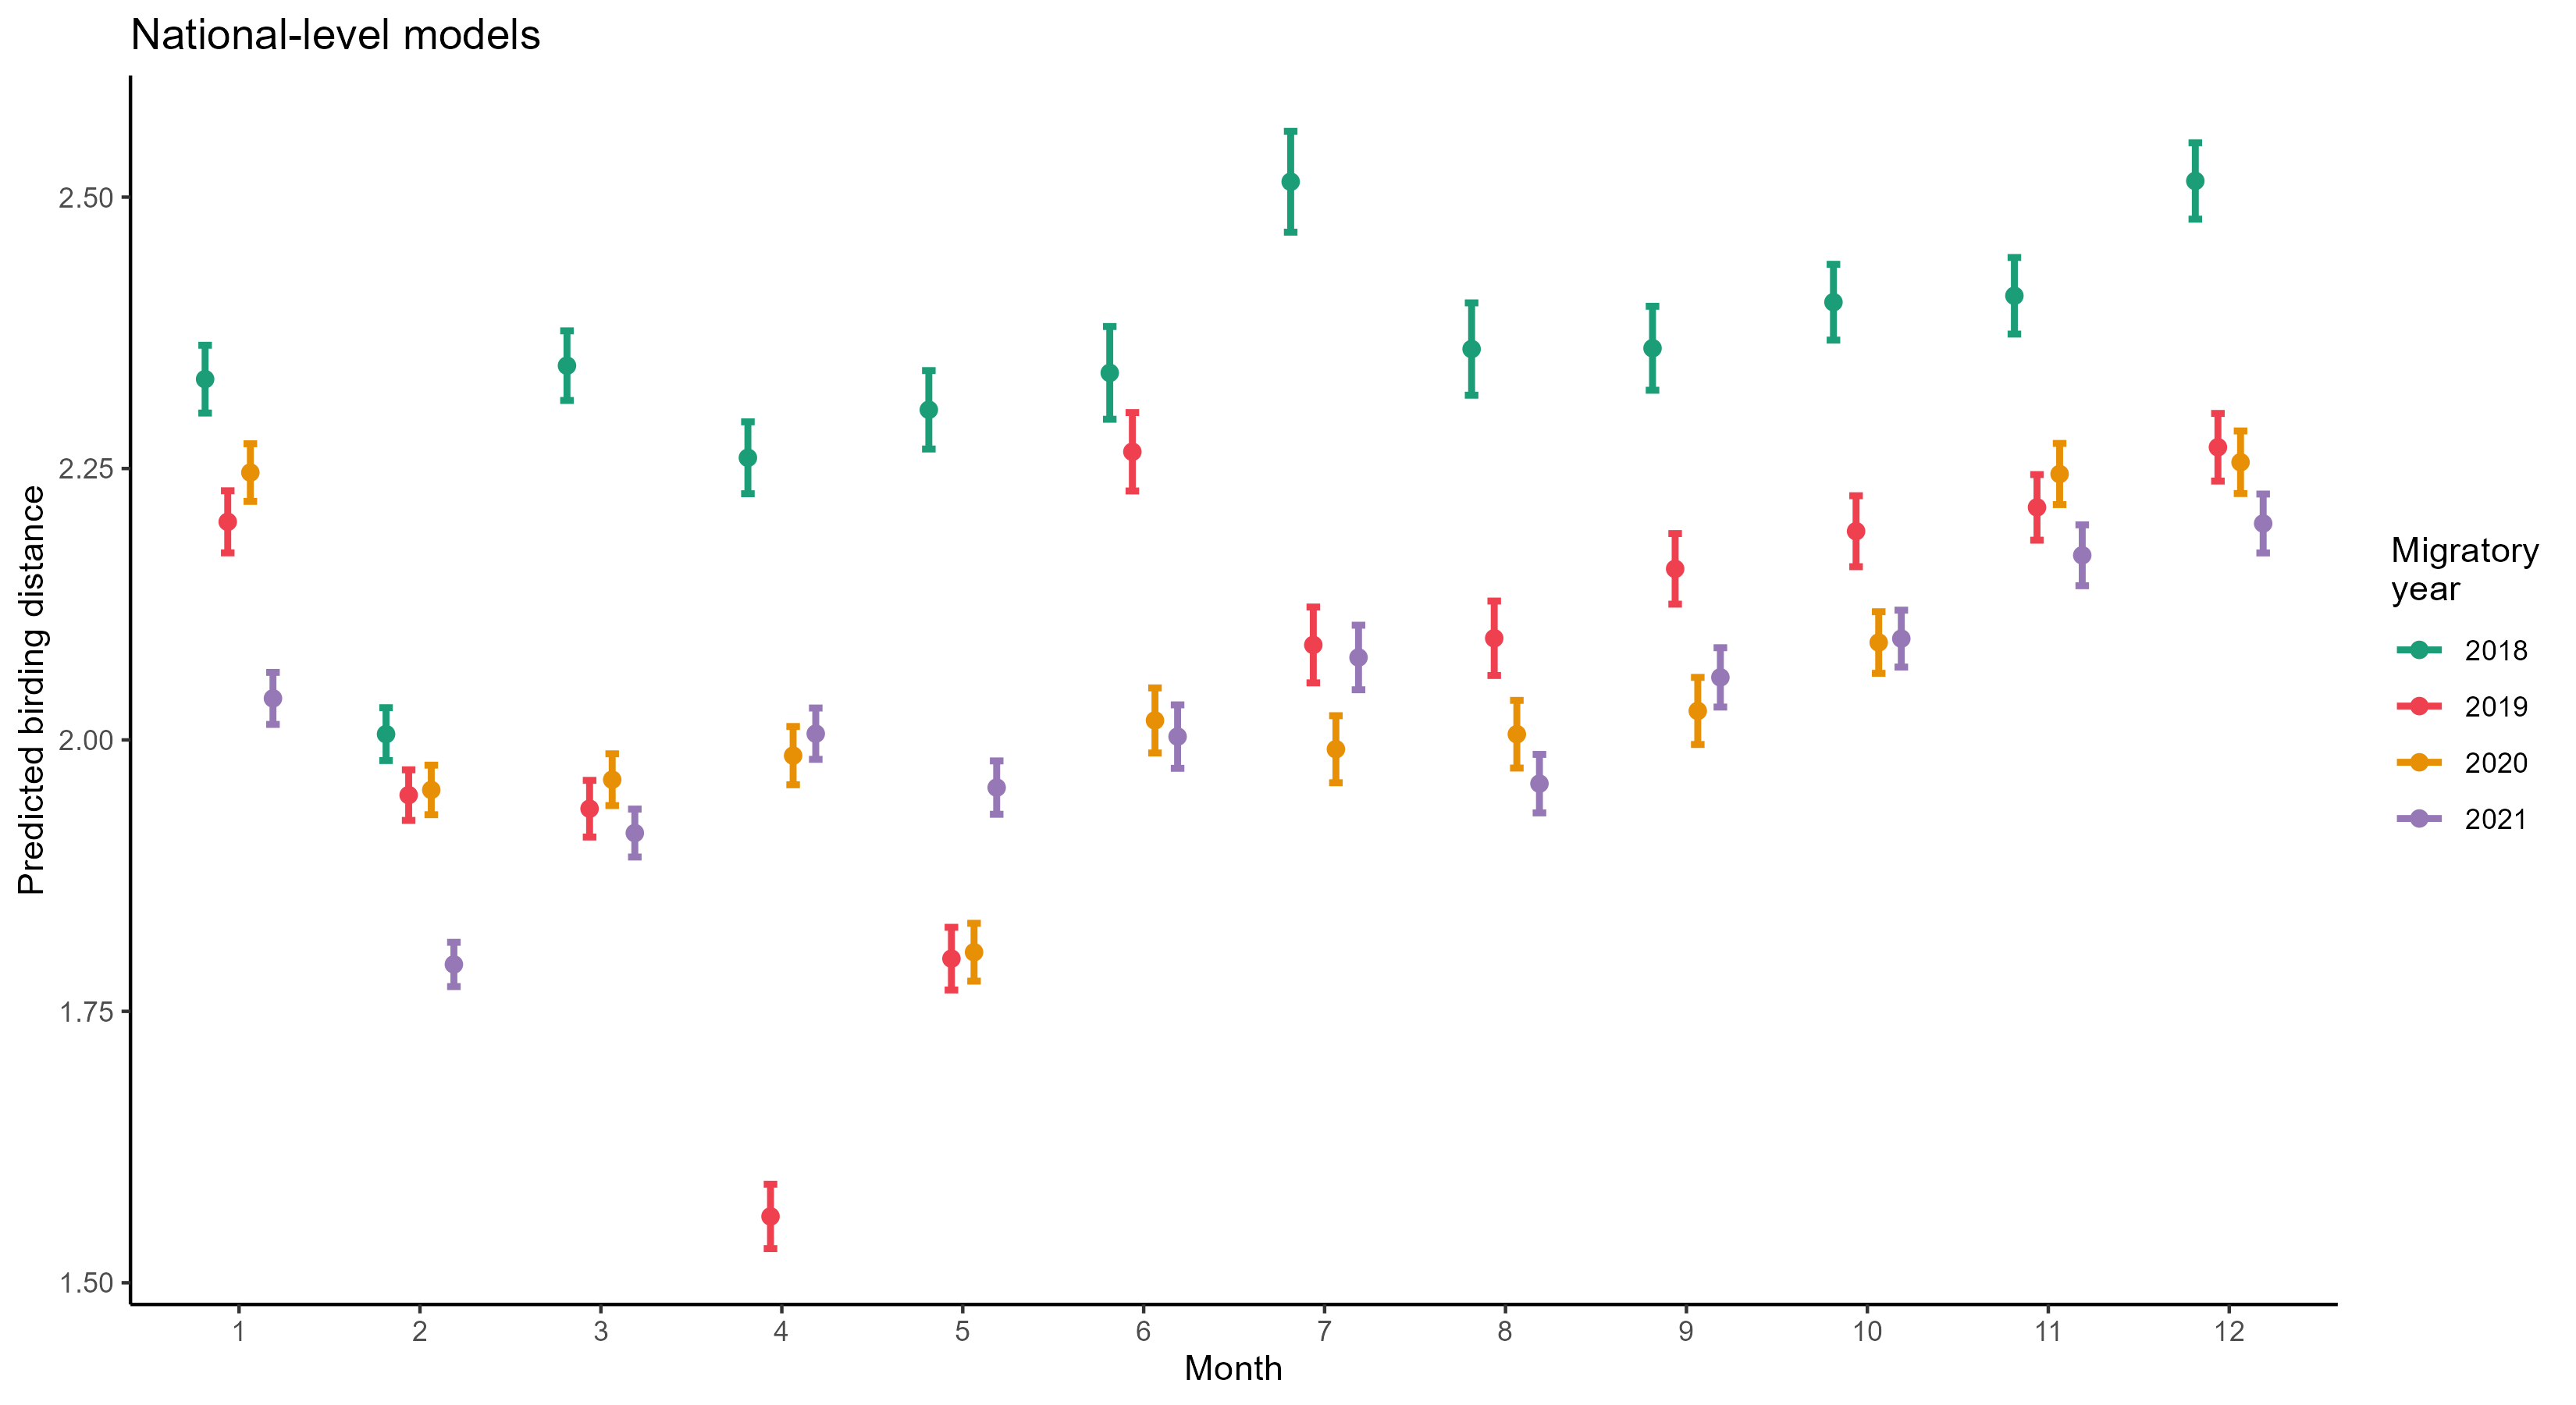 National-level models
Predicted birding distance
2.50
2.25
2.00
1.75
1.50
1 2 3 4 5 6 7 8 9 10 11 12
Month
Migratory
year
2018
2019
2020
2021